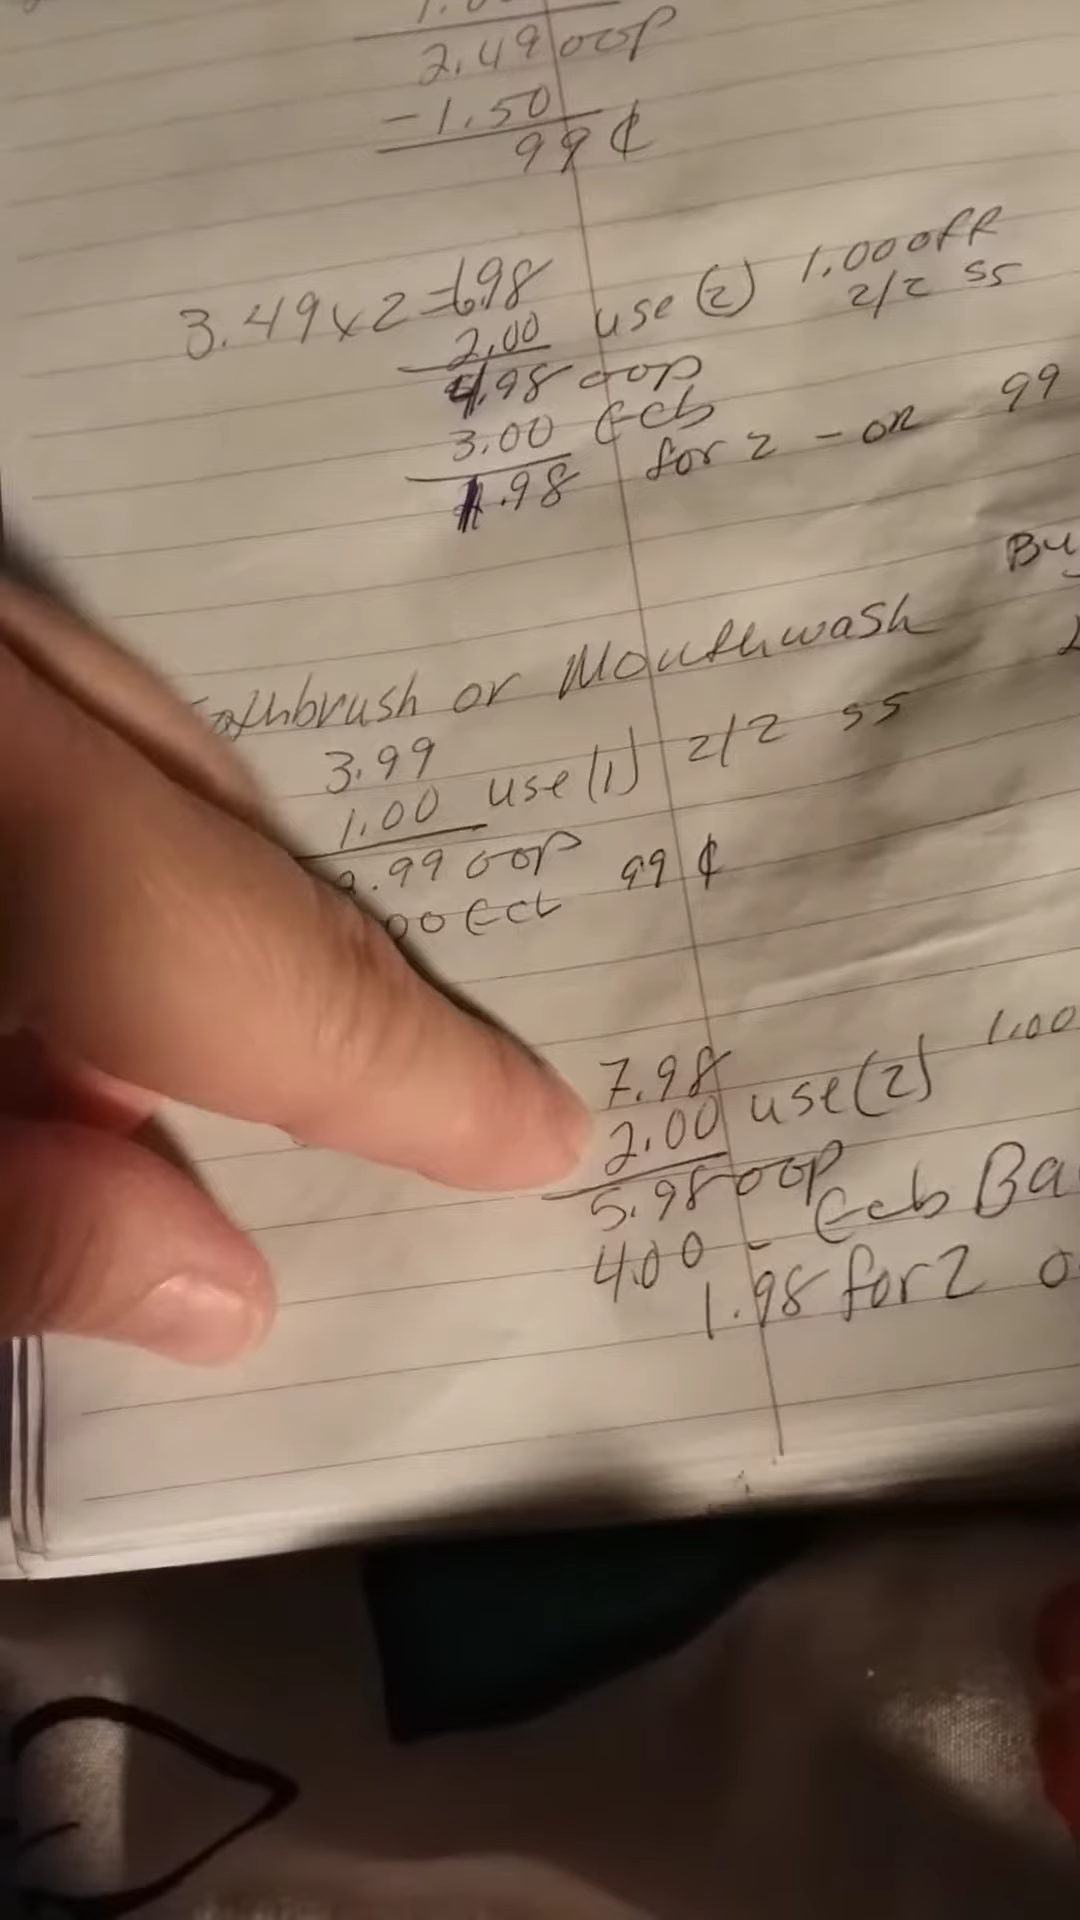 2.49 oop
-1.50
99¢
3.49x2=6.98
2.00 use (2) 1.00 off
2/2 ss
4.98 oop
3.00 Ecb
1.98 for 2 - or 99
or Mouthwash
3.99
1.00 use (1) 2/2 ss
.99 oop 99¢
00 Ecb
7.98
2.00 use (2) 1.00
5.98 oop
4.00 - Ecb
1.98 for 2